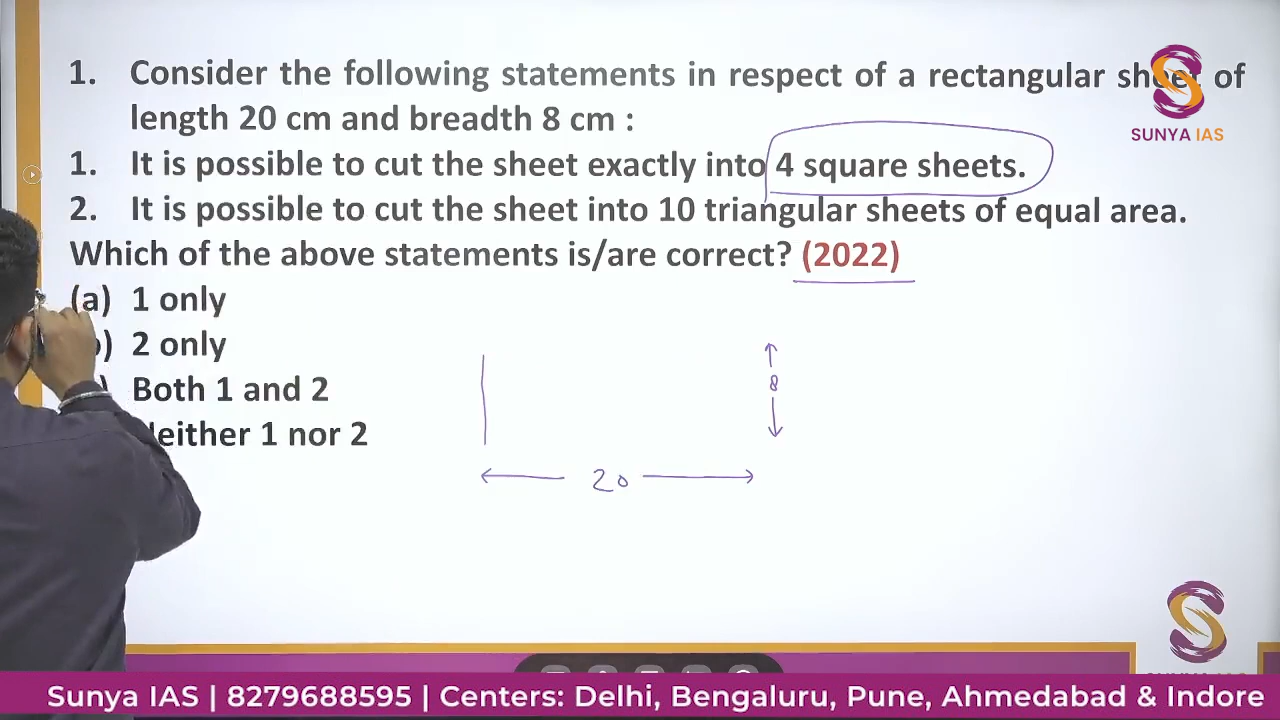 1. Consider the following statements in respect of a rectangular sheet of
length 20 cm and breadth 8 cm :
1. It is possible to cut the sheet exactly into 4 square sheets.
2. It is possible to cut the sheet into 10 triangular sheets of equal area.
Which of the above statements is/are correct? (2022)
(a) 1 only
) 2 only
) Both 1 and 2
Neither 1 nor 2
8
20
SUNYA IAS
Sunya IAS | 8279688595 | Centers: Delhi, Bengaluru, Pune, Ahmedabad & Indore